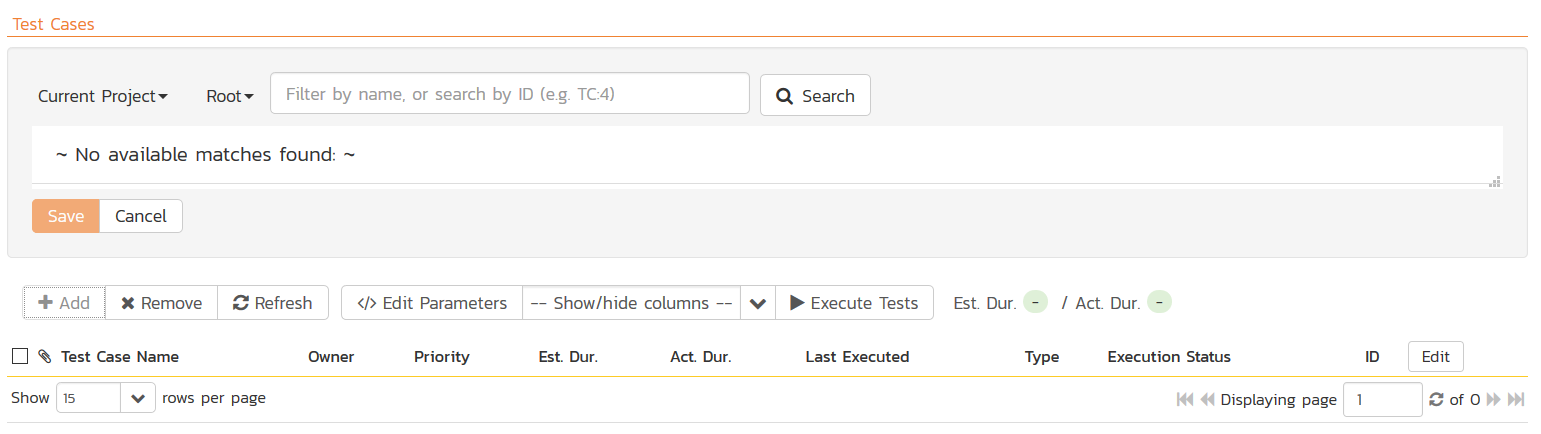 Test Cases
Current Project Root Filter by name, or search by ID (e.g. TC:4) Search
~ No available matches found: ~
Save Cancel
Add Remove Refresh </> Edit Parameters -- Show/hide columns -- Execute Tests Est. Dur. - / Act. Dur. -
Test Case Name Owner Priority Est. Dur. Act. Dur. Last Executed Type Execution Status ID Edit
Show 15 rows per page Displaying page 1 of 0